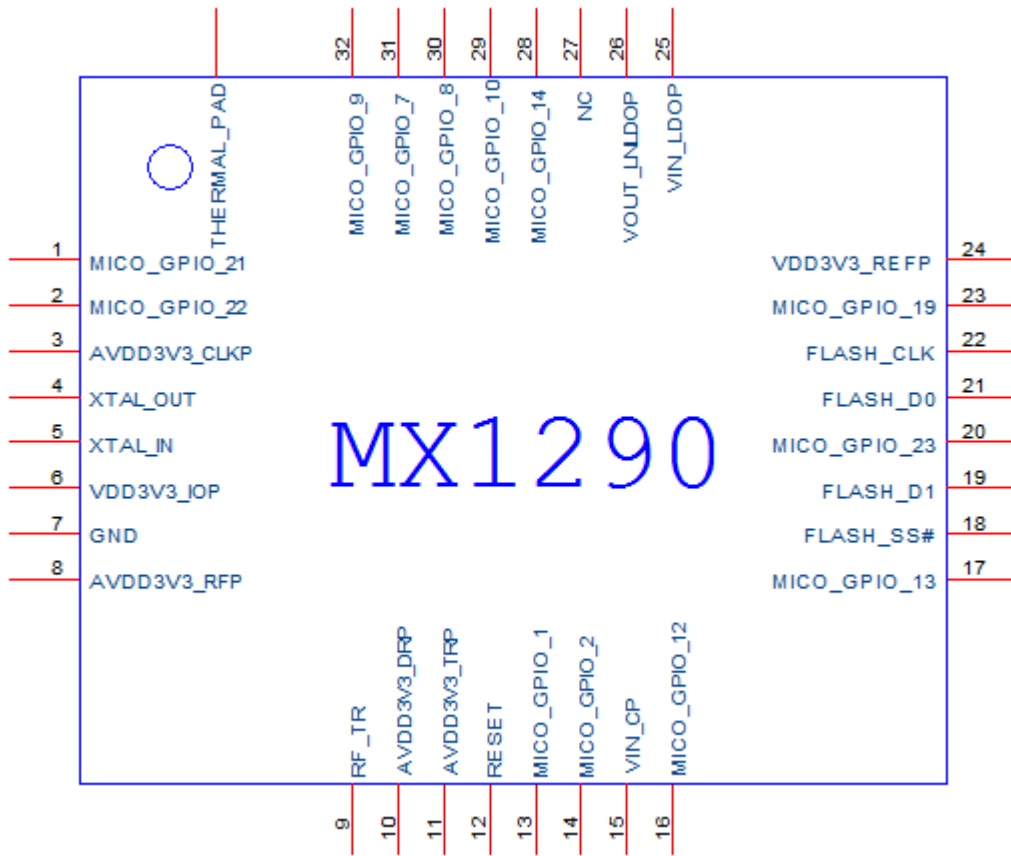 32 31 30 29 28 27 26 25
THERMAL_PAD
MICO_GPIO_9
MICO_GPIO_7
MICO_GPIO_8
MICO_GPIO_10
MICO_GPIO_14
NC
VOUT_LNLDOP
VIN_LDOP
1 MICO_GPIO_21
2 MICO_GPIO_22
3 AVDD3V3_CLKP
4 XTAL_OUT
5 XTAL_IN
6 VDD3V3_IOP
7 GND
8 AVDD3V3_RFP
MX1290
VDD3V3_REFP 24
MICO_GPIO_19 23
FLASH_CLK 22
FLASH_D0 21
MICO_GPIO_23 20
FLASH_D1 19
FLASH_SS# 18
MICO_GPIO_13 17
RF_TR
AVDD3V3_DRP
AVDD3V3_TRP
RESET
MICO_GPIO_1
MICO_GPIO_2
VIN_CP
MICO_GPIO_12
9 10 11 12 13 14 15 16